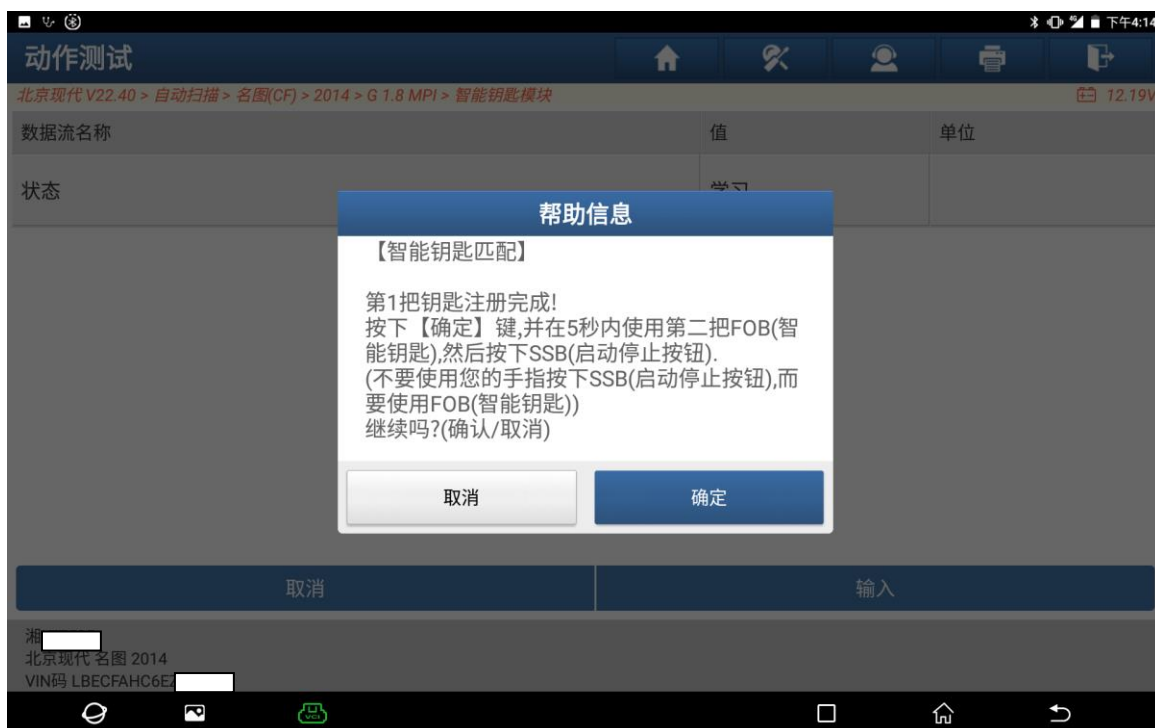 下午4:14
动作测试
北京现代 V22.40 > 自动扫描 > 名图(CF) > 2014 > G 1.8 MPI > 智能钥匙模块
12.19V
数据流名称 值 单位
状态 学习
帮助信息
【智能钥匙匹配】
第1把钥匙注册完成!
按下【确定】键,并在5秒内使用第二把FOB(智
能钥匙),然后按下SSB(启动停止按钮).
(不要使用您的手指按下SSB(启动停止按钮),而
要使用FOB(智能钥匙))
继续吗?(确认/取消)
取消 确定
取消 输入
湘
北京现代 名图 2014
VIN码 LBECFAHC6EZ
VCI